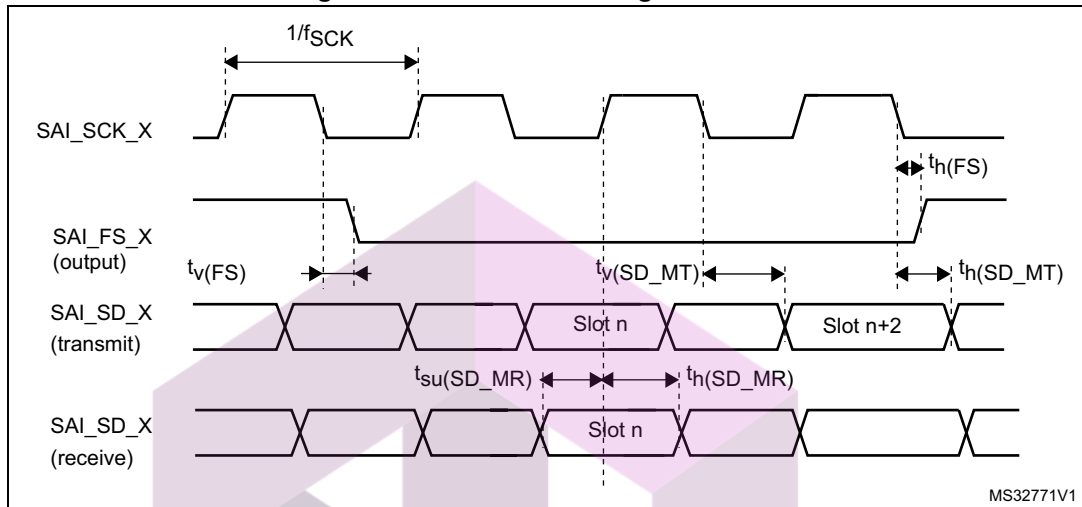 1/fSCK
SAI_SCK_X
th(FS)
SAI_FS_X
(output)
tv(FS)
tv(SD_MT)
th(SD_MT)
SAI_SD_X
(transmit)
Slot n
Slot n+2
tsu(SD_MR)
th(SD_MR)
SAI_SD_X
(receive)
Slot n
MS32771V1